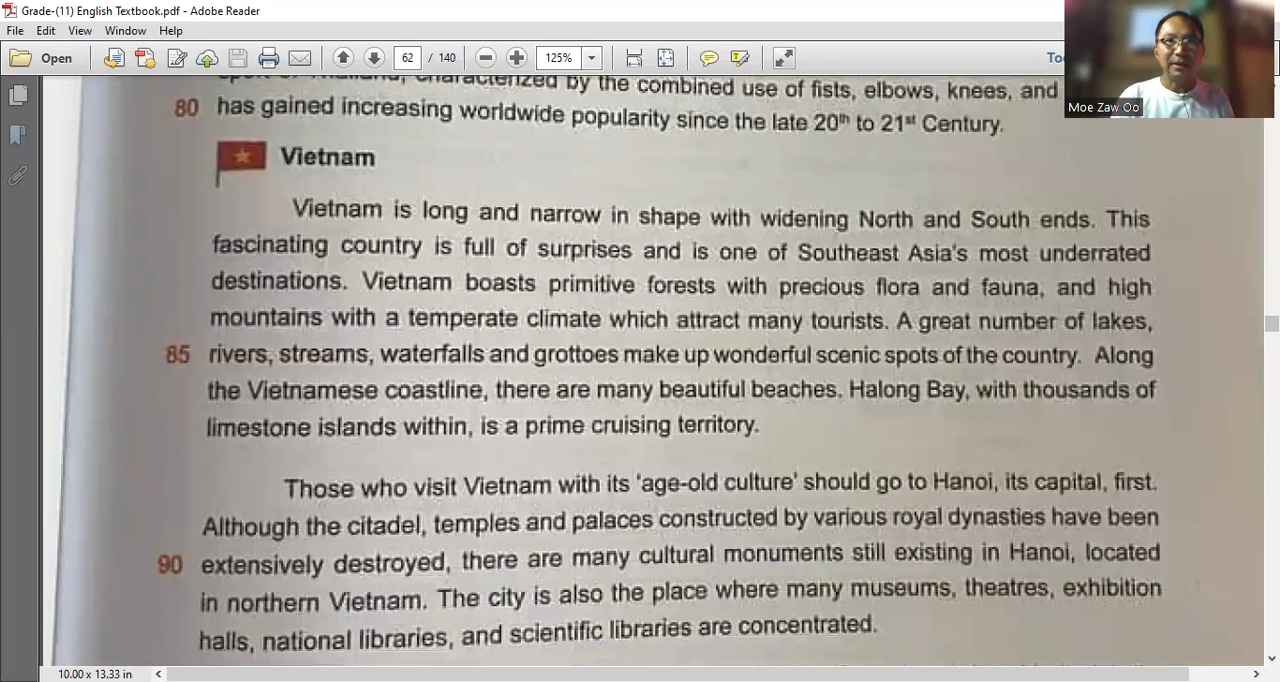 Grade-(11) English Textbook.pdf - Adobe Reader
File Edit View Window Help
Open 62 / 140 125%
Moe Zaw Oo
characterized by the combined use of fists, elbows, knees, and
80 has gained increasing worldwide popularity since the late 20th to 21st Century.
Vietnam
Vietnam is long and narrow in shape with widening North and South ends. This
fascinating country is full of surprises and is one of Southeast Asia's most underrated
destinations. Vietnam boasts primitive forests with precious flora and fauna, and high
mountains with a temperate climate which attract many tourists. A great number of lakes,
85 rivers, streams, waterfalls and grottoes make up wonderful scenic spots of the country. Along
the Vietnamese coastline, there are many beautiful beaches. Halong Bay, with thousands of
limestone islands within, is a prime cruising territory.
Those who visit Vietnam with its 'age-old culture' should go to Hanoi, its capital, first.
Although the citadel, temples and palaces constructed by various royal dynasties have been
90 extensively destroyed, there are many cultural monuments still existing in Hanoi, located
in northern Vietnam. The city is also the place where many museums, theatres, exhibition
halls, national libraries, and scientific libraries are concentrated.
10.00 x 13.33 in